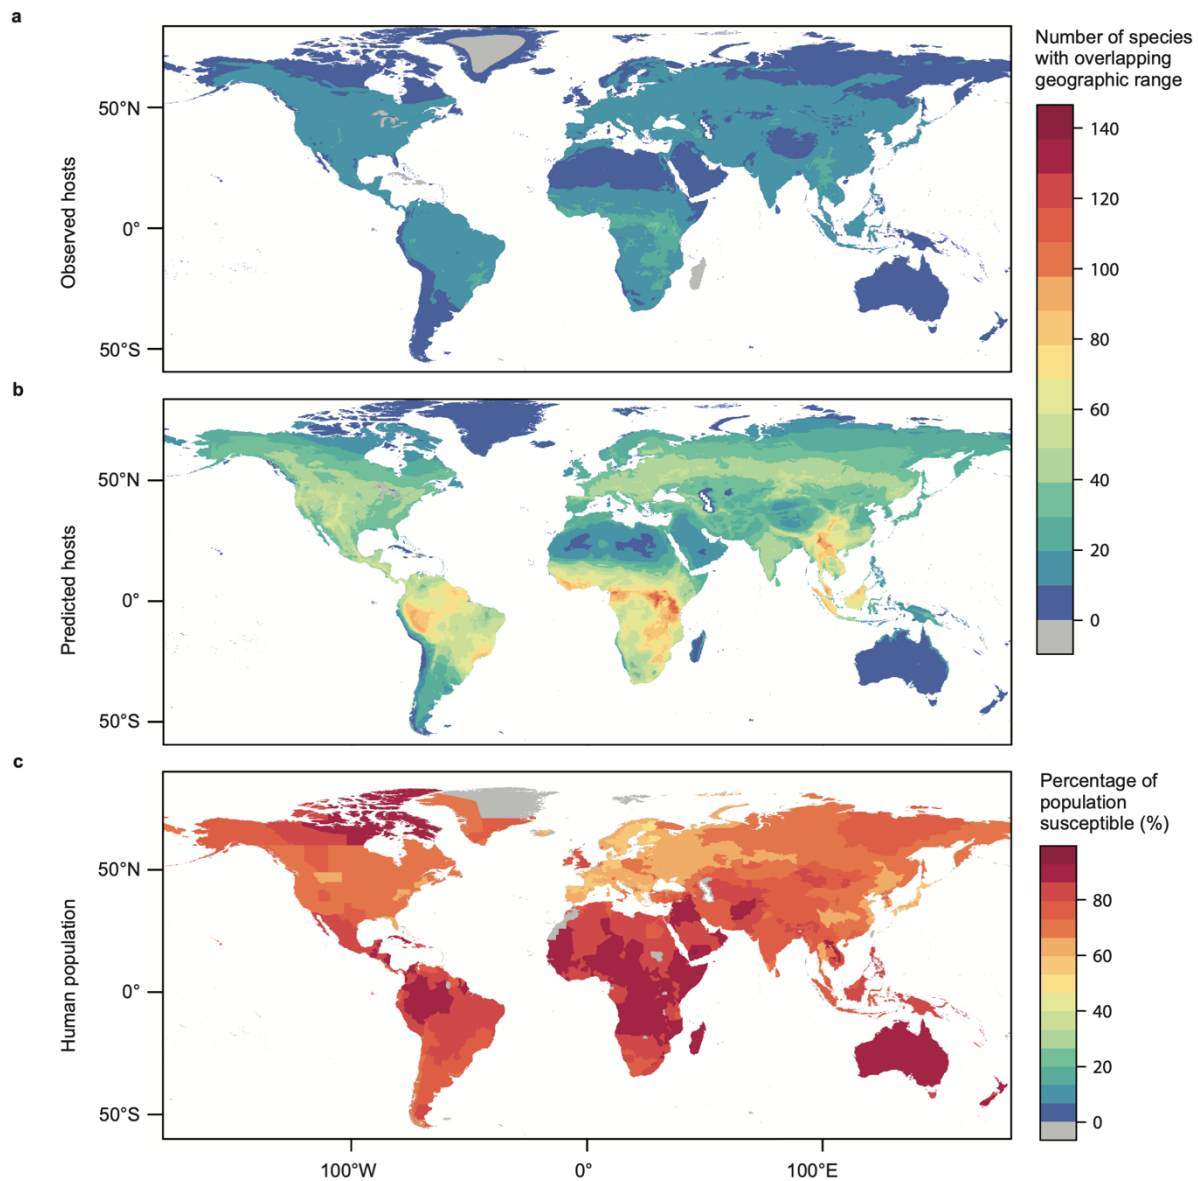 a
Observed hosts
50°N
0°
50°S
Number of species
with overlapping
geographic range
140
120
100
80
60
40
20
0
b
Predicted hosts
50°N
0°
50°S
c
Human population
50°N
0°
50°S
100°W
0°
100°E
Percentage of
population
susceptible (%)
80
60
40
20
0